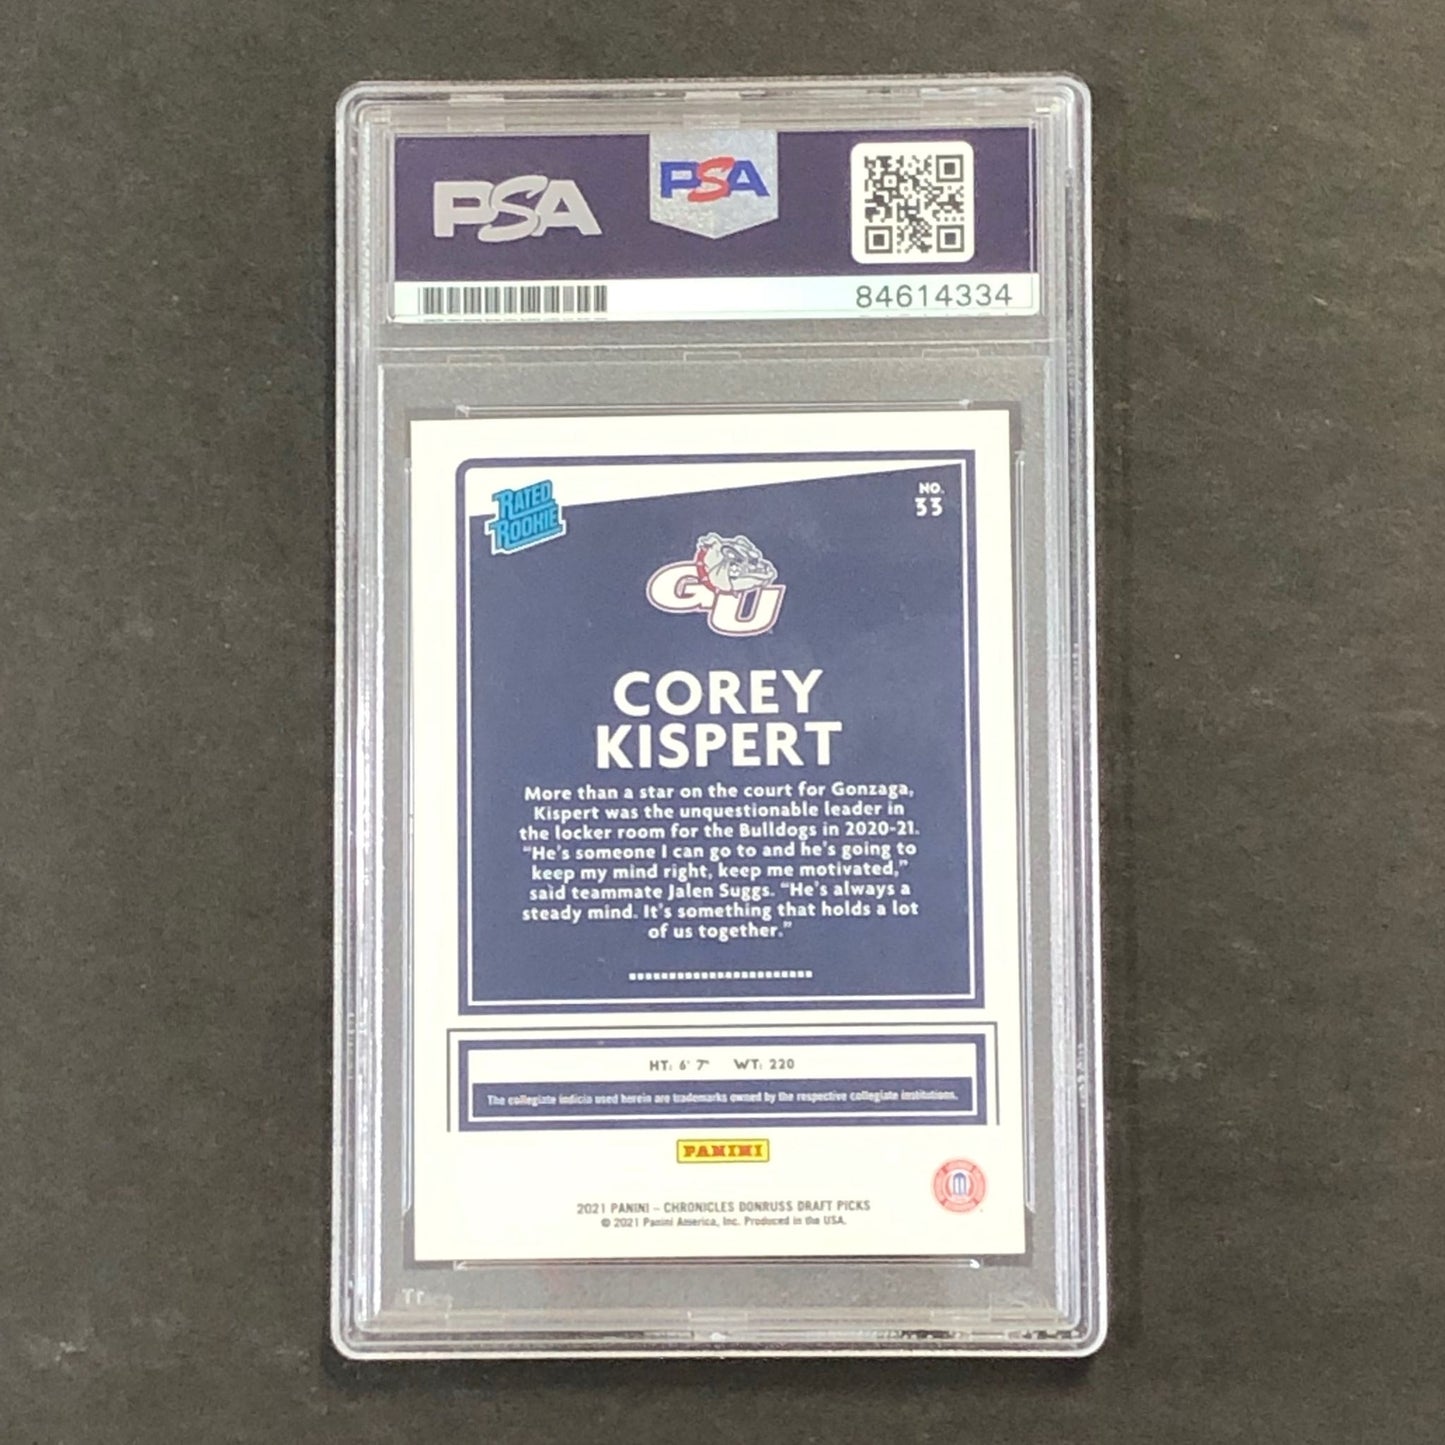 PSA
PSA
84614334
RATED
ROOKIE
NO.
33
GU
COREY
KISPERT
More than a star on the court for Gonzaga,
Kispert was the unquestionable leader in
the locker room for the Bulldogs in 2020-21.
"He's someone I can go to and he's going to
keep my mind right, keep me motivated,"
said teammate Jalen Suggs. "He's always a
steady mind. It's something that holds a lot
of us together."
HT: 6' 7" WT: 220
The collegiate indicia used herein are trademarks owned by the respective collegiate institutions.
PANINI
2021 PANINI – CHRONICLES DONRUSS DRAFT PICKS
© 2021 Panini America, Inc. Produced in the USA.